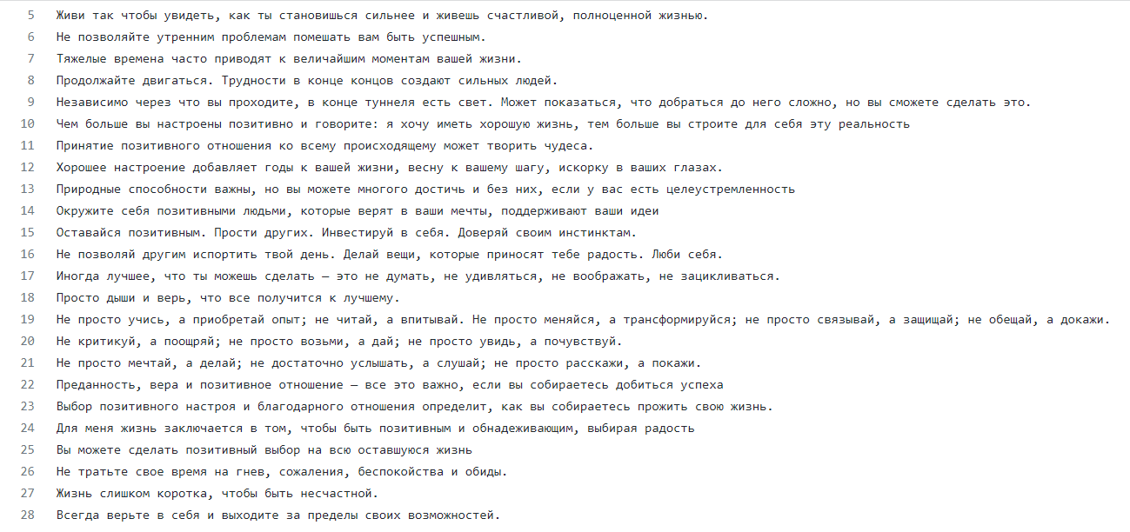 5 Живи так чтобы увидеть, как ты становишься сильнее и живешь счастливой, полноценной жизнью.
6 Не позволяйте утренним проблемам помешать вам быть успешным.
7 Тяжелые времена часто приводят к величайшим моментам вашей жизни.
8 Продолжайте двигаться. Трудности в конце концов создают сильных людей.
9 Независимо через что вы проходите, в конце туннеля есть свет. Может показаться, что добраться до него сложно, но вы сможете сделать это.
10 Чем больше вы настроены позитивно и говорите: я хочу иметь хорошую жизнь, тем больше вы строите для себя эту реальность
11 Принятие позитивного отношения ко всему происходящему может творить чудеса.
12 Хорошее настроение добавляет годы к вашей жизни, весну к вашему шагу, искорку в ваших глазах.
13 Природные способности важны, но вы можете многого достичь и без них, если у вас есть целеустремленность
14 Окружите себя позитивными людьми, которые верят в ваши мечты, поддерживают ваши идеи
15 Оставайся позитивным. Прости других. Инвестируй в себя. Доверяй своим инстинктам.
16 Не позволяй другим испортить твой день. Делай вещи, которые приносят тебе радость. Люби себя.
17 Иногда лучшее, что ты можешь сделать — это не думать, не удивляться, не воображать, не зацикливаться.
18 Просто дыши и верь, что все получится к лучшему.
19 Не просто учись, а приобретай опыт; не читай, а впитывай. Не просто меняйся, а трансформируйся; не просто связывай, а защищай; не обещай, а докажи.
20 Не критикуй, а поощряй; не просто возьми, а дай; не просто увидь, а почувствуй.
21 Не просто мечтай, а делай; не достаточно услышать, а слушай; не просто расскажи, а покажи.
22 Преданность, вера и позитивное отношение — все это важно, если вы собираетесь добиться успеха
23 Выбор позитивного настроя и благодарного отношения определит, как вы собираетесь прожить свою жизнь.
24 Для меня жизнь заключается в том, чтобы быть позитивным и обнадеживающим, выбирая радость
25 Вы можете сделать позитивный выбор на всю оставшуюся жизнь
26 Не тратьте свое время на гнев, сожаления, беспокойства и обиды.
27 Жизнь слишком коротка, чтобы быть несчастной.
28 Всегда верьте в себя и выходите за пределы своих возможностей.